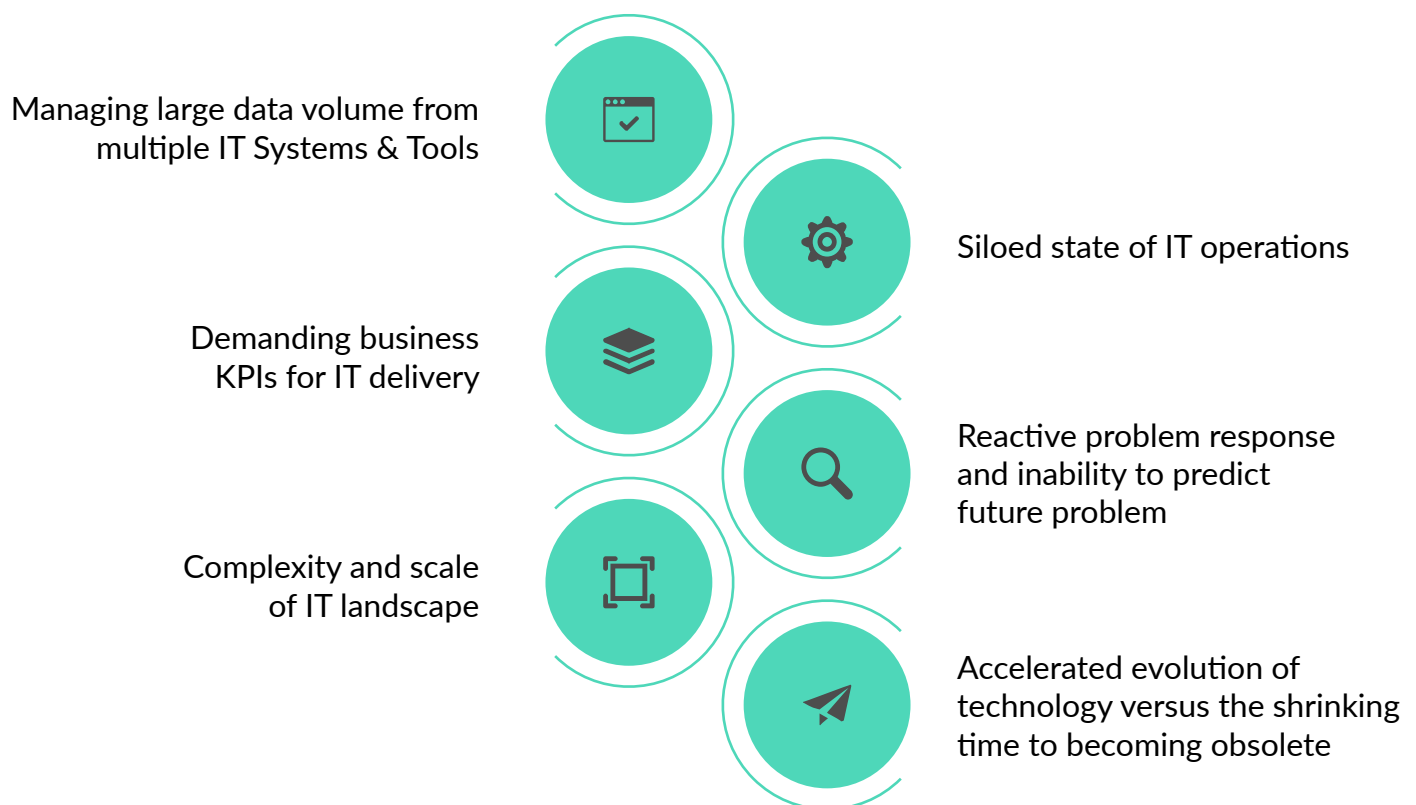 Managing large data volume from
multiple IT Systems & Tools
Siloed state of IT operations
Demanding business
KPIs for IT delivery
Reactive problem response
and inability to predict
future problem
Complexity and scale
of IT landscape
Accelerated evolution of
technology versus the shrinking
time to becoming obsolete